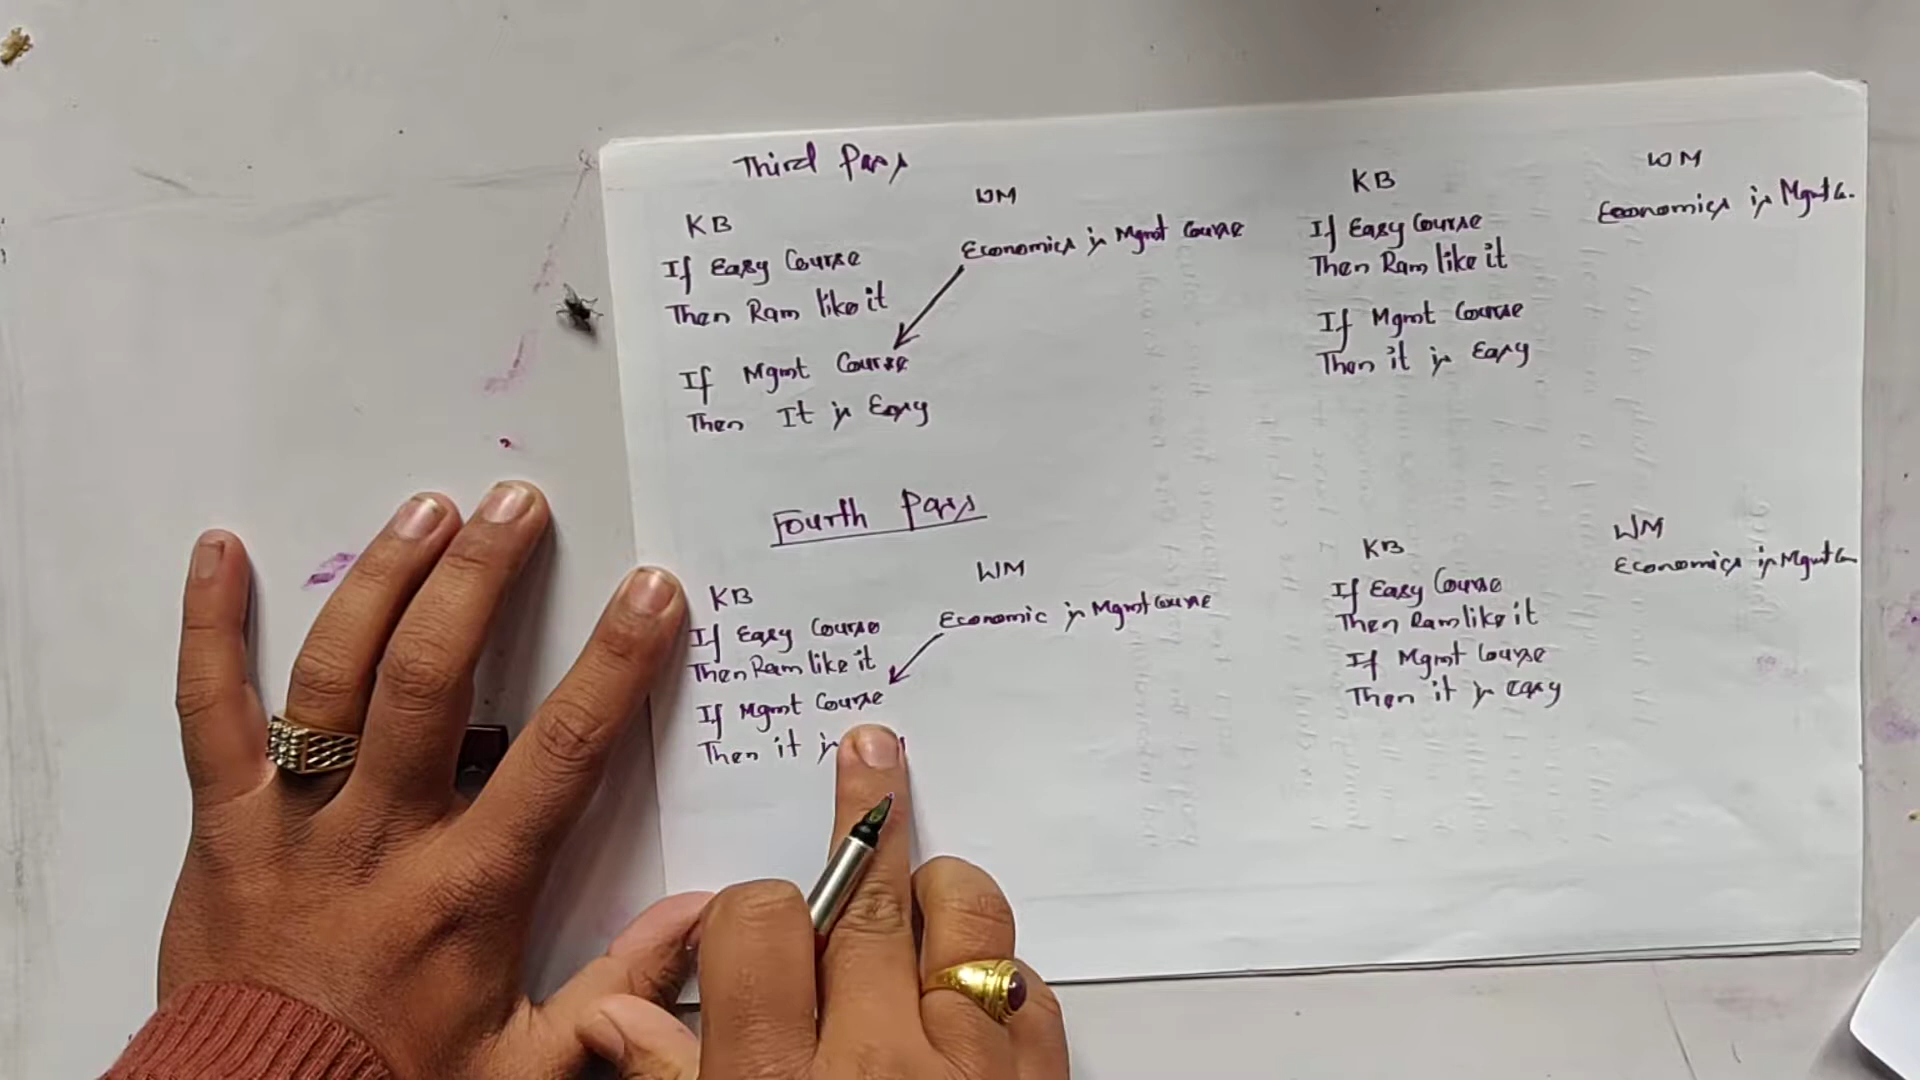 Third Pass
KB
WM
If Easy Course
Then Ram like it
If Mgmt Course
Then It is Easy
Economics is Mgmt Course
KB
WM
If Easy Course
Then Ram like it
If Mgmt Course
Then it is Easy
Economics is Mgmt Co.
Fourth Pass
KB
WM
If Easy Course
Then Ram like it
If Mgmt Course
Then it is
Economic is Mgmt Course
KB
WM
If Easy Course
Then Ram like it
If Mgmt Course
Then it is easy
Economics is Mgmt Co